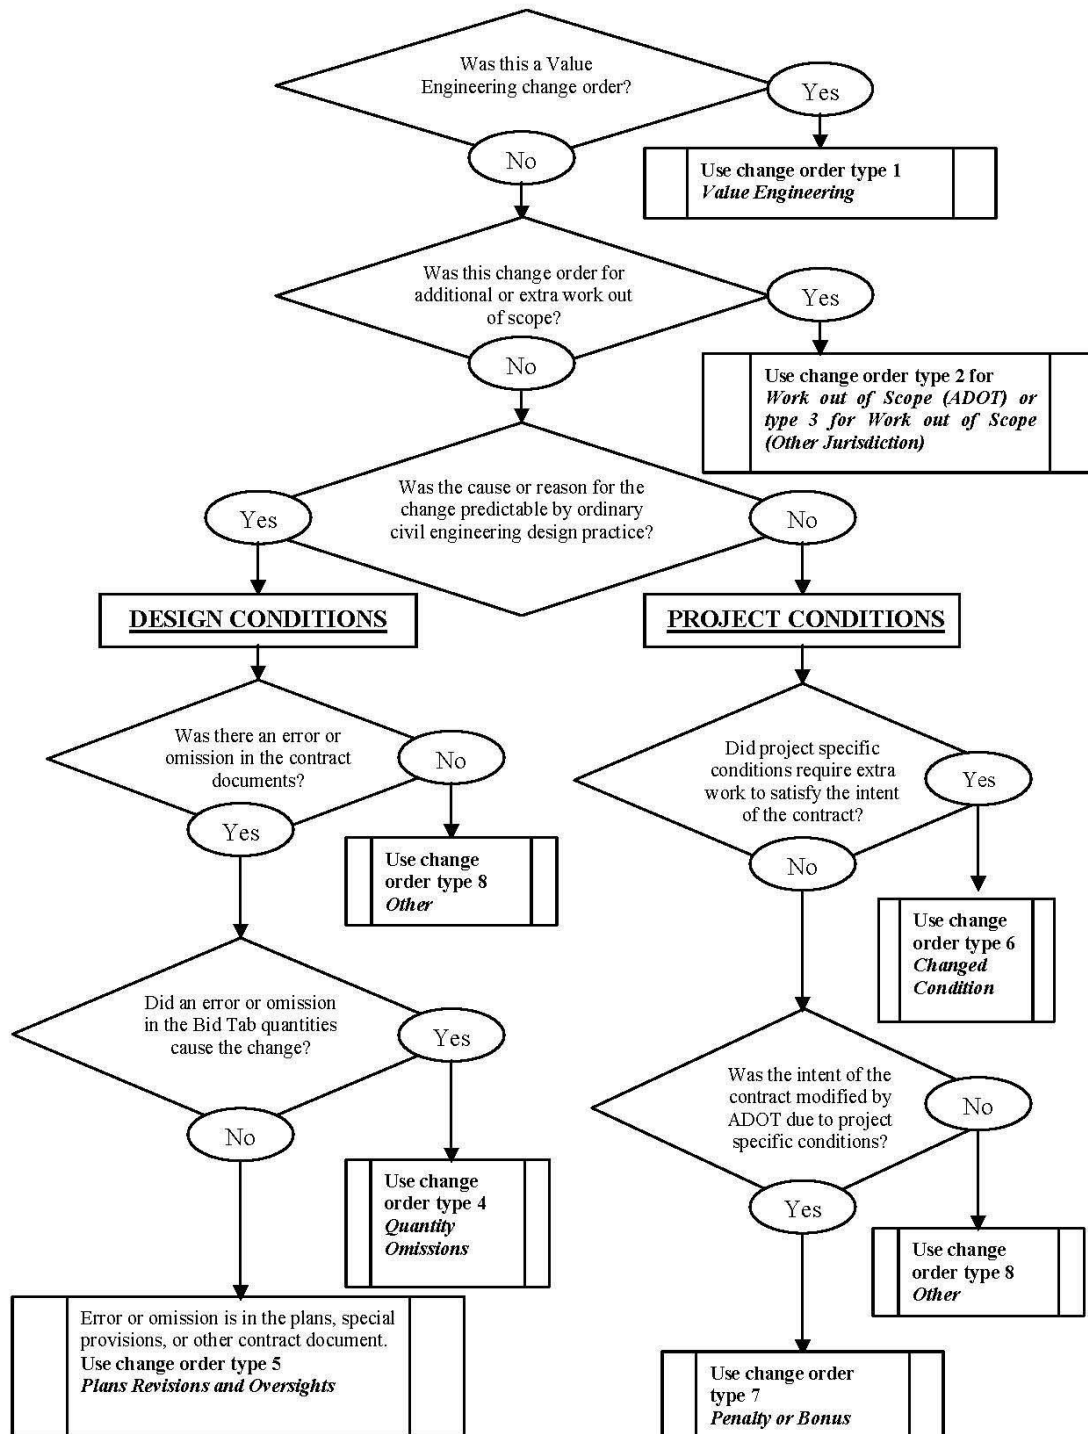 Was this a Value
Engineering change order?
Yes
No
Use change order type 1
Value Engineering
Was this change order for
additional or extra work out
of scope?
Yes
No
Use change order type 2 for
Work out of Scope (ADOT) or
type 3 for Work out of Scope
(Other Jurisdiction)
Was the cause or reason for the
change predictable by ordinary
civil engineering design practice?
Yes
No
DESIGN CONDITIONS
PROJECT CONDITIONS
Was there an error or
omission in the contract
documents?
No
Yes
Use change
order type 8
Other
Did project specific
conditions require extra
work to satisfy the intent
of the contract?
Yes
No
Use change
order type 6
Changed
Condition
Did an error or omission
in the Bid Tab quantities
cause the change?
Yes
No
Use change
order type 4
Quantity
Omissions
Was the intent of the
contract modified by
ADOT due to project
specific conditions?
No
Yes
Use change
order type 8
Other
Error or omission is in the plans, special
provisions, or other contract document.
Use change order type 5
Plans Revisions and Oversights
Use change order
type 7
Penalty or Bonus